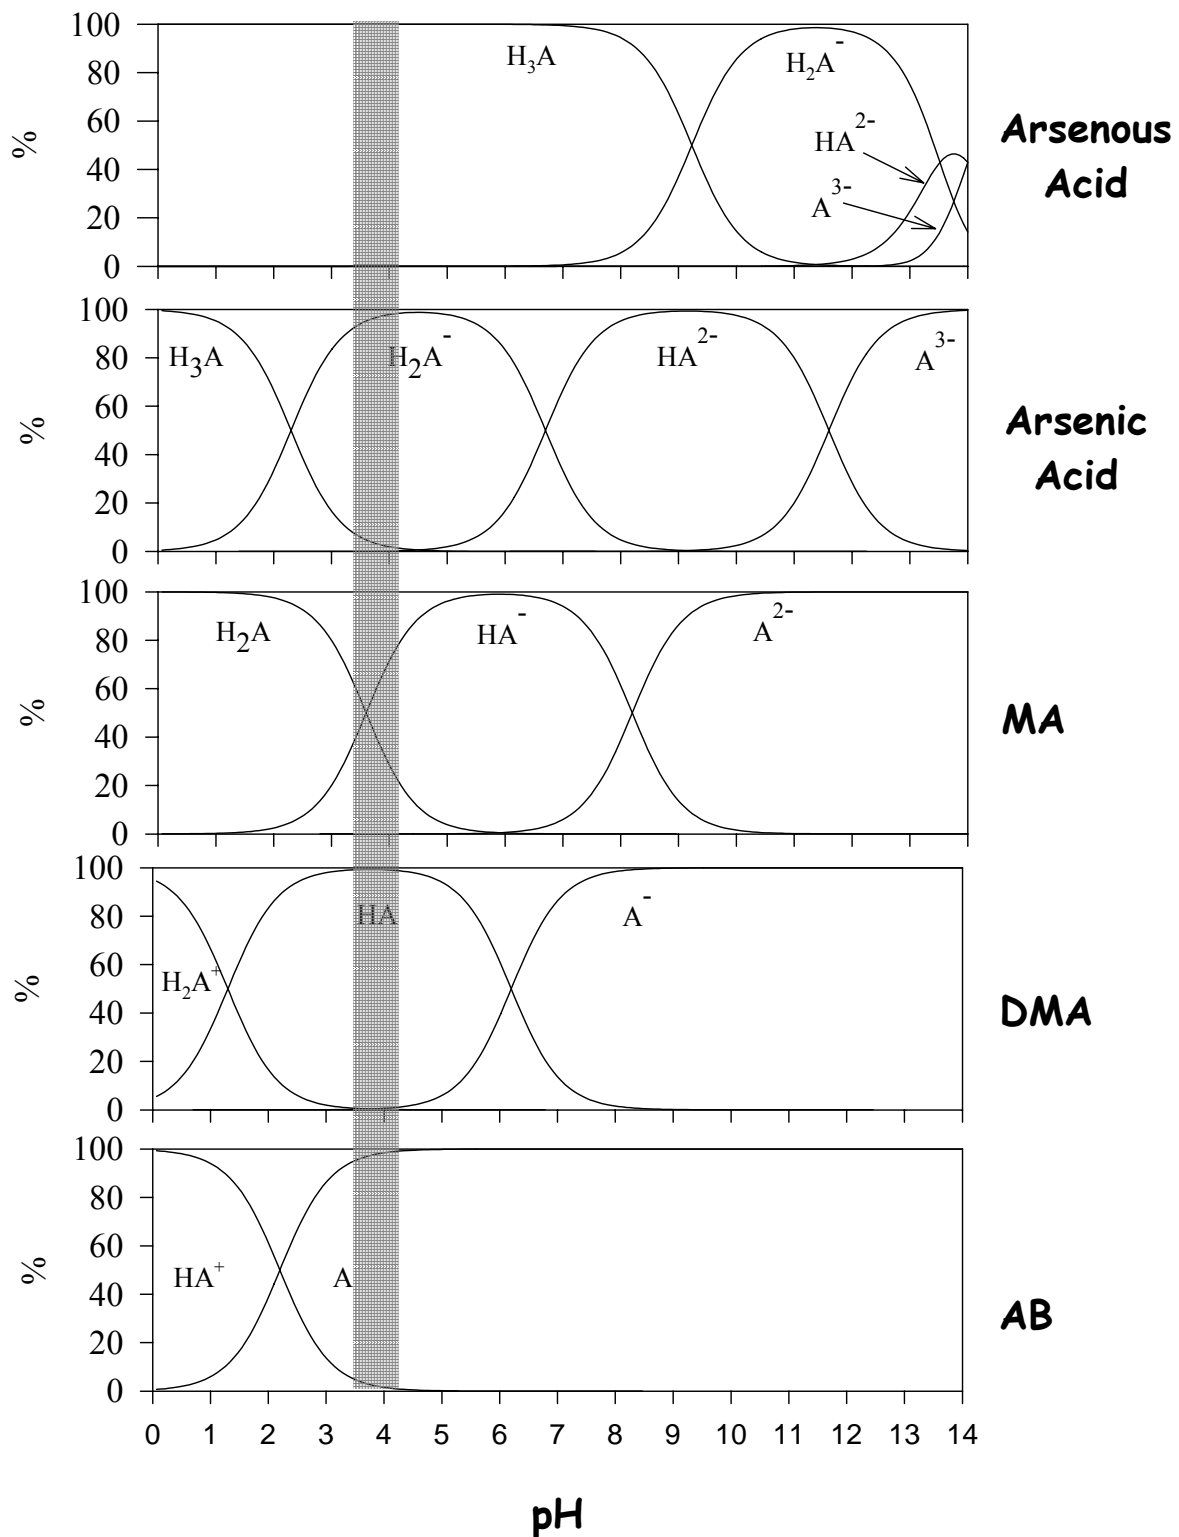 100
80
60
40
20
0
%
H₃A
H₂A⁻
HA²⁻
A³⁻
Arsenous
Acid
100
80
60
40
20
0
%
H₃A
H₂A⁻
HA²⁻
A³⁻
Arsenic
Acid
100
80
60
40
20
0
%
H₂A
HA⁻
A²⁻
MA
100
80
60
40
20
0
%
H₂A⁺
HA
A⁻
DMA
100
80
60
40
20
0
%
HA⁺
A
AB
0 1 2 3 4 5 6 7 8 9 10 11 12 13 14
pH